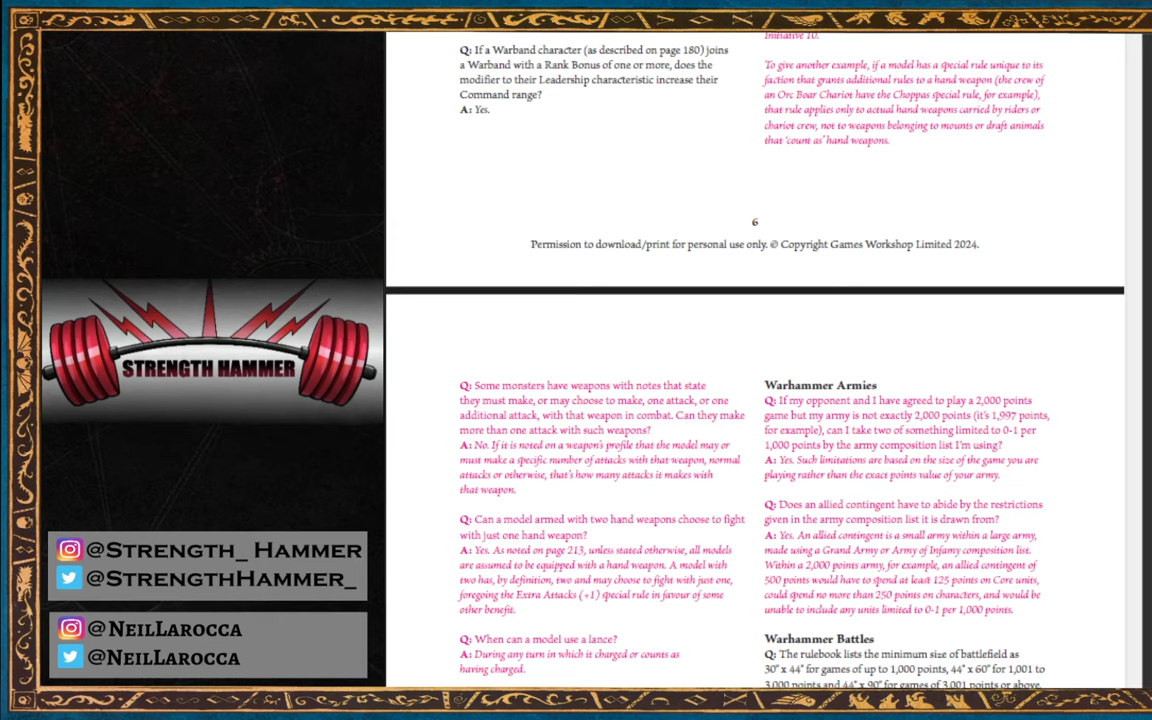 Q: If a Warband character (as described on page 180) joins
a Warband with a Rank Bonus of one or more, does the
modifier to their Leadership characteristic increase their
Command range?
A: Yes.
Initiative 10.
To give another example, if a model has a special rule unique to its
faction that grants additional rules to a hand weapon (the crew of
an Orc Boar Chariot have the Choppas special rule, for example),
that rule applies only to actual hand weapons carried by riders or
chariot crew, not to weapons belonging to mounts or draft animals
that 'count as' hand weapons.
6
Permission to download/print for personal use only. © Copyright Games Workshop Limited 2024.
STRENGTH HAMMER
Q: Some monsters have weapons with notes that state
they must make, or may choose to make, one attack, or one
additional attack, with that weapon in combat. Can they make
more than one attack with such weapons?
A: No. If it is noted on a weapon's profile that the model may or
must make a specific number of attacks with that weapon, normal
attacks or otherwise, that's how many attacks it makes with
that weapon.
Q: Can a model armed with two hand weapons choose to fight
with just one hand weapon?
A: Yes. As noted on page 213, unless stated otherwise, all models
are assumed to be equipped with a hand weapon. A model with
two has, by definition, two and may choose to fight with just one,
foregoing the Extra Attacks (+1) special rule in favour of some
other benefit.
Q: When can a model use a lance?
A: During any turn in which it charged or counts as
having charged.
Warhammer Armies
Q: If my opponent and I have agreed to play a 2,000 points
game but my army is not exactly 2,000 points (it's 1,997 points,
for example), can I take two of something limited to 0-1 per
1,000 points by the army composition list I'm using?
A: Yes. Such limitations are based on the size of the game you are
playing rather than the exact points value of your army.
Q: Does an allied contingent have to abide by the restrictions
given in the army composition list it is drawn from?
A: Yes. An allied contingent is a small army within a large army,
made using a Grand Army or Army of Infamy composition list.
Within a 2,000 points army, for example, an allied contingent of
500 points would have to spend at least 125 points on Core units,
could spend no more than 250 points on characters, and would be
unable to include any units limited to 0-1 per 1,000 points.
Warhammer Battles
Q: The rulebook lists the minimum size of battlefield as
30" x 44" for games of up to 1,000 points, 44" x 60" for 1,001 to
3,000 points and 44" x 90" for games of 3,001 points or above.
@Strength_Hammer
@StrengthHammer_
@NeilLarocca
@NeilLarocca